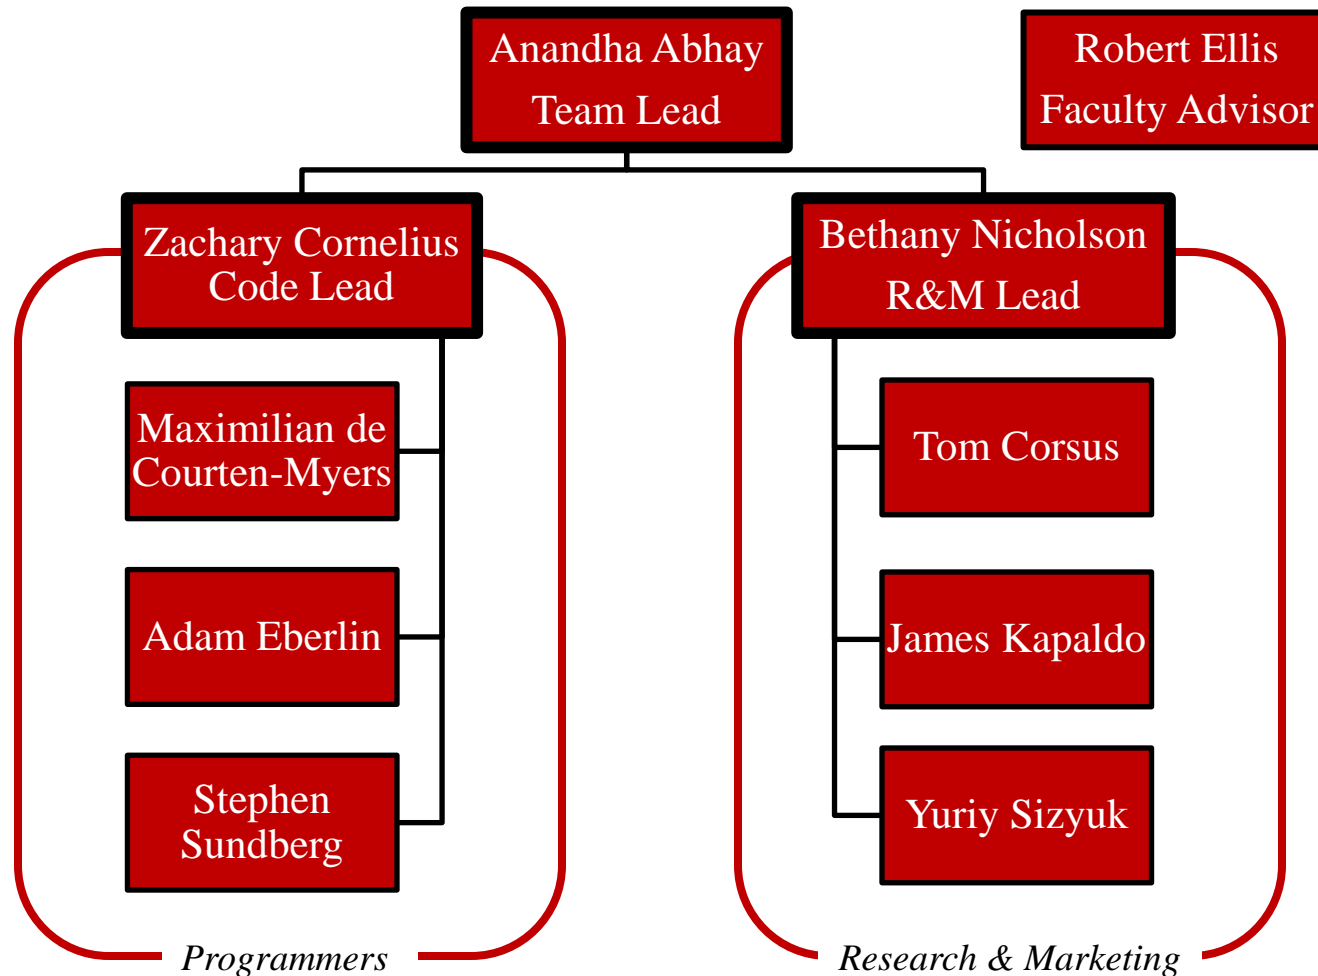 Anandha Abhay
Team Lead
Robert Ellis
Faculty Advisor
Zachary Cornelius
Code Lead
Bethany Nicholson
R&M Lead
Maximilian de
Courten-Myers
Tom Corsus
Adam Eberlin
James Kapaldo
Stephen
Sundberg
Yuriy Sizyuk
Programmers
Research & Marketing